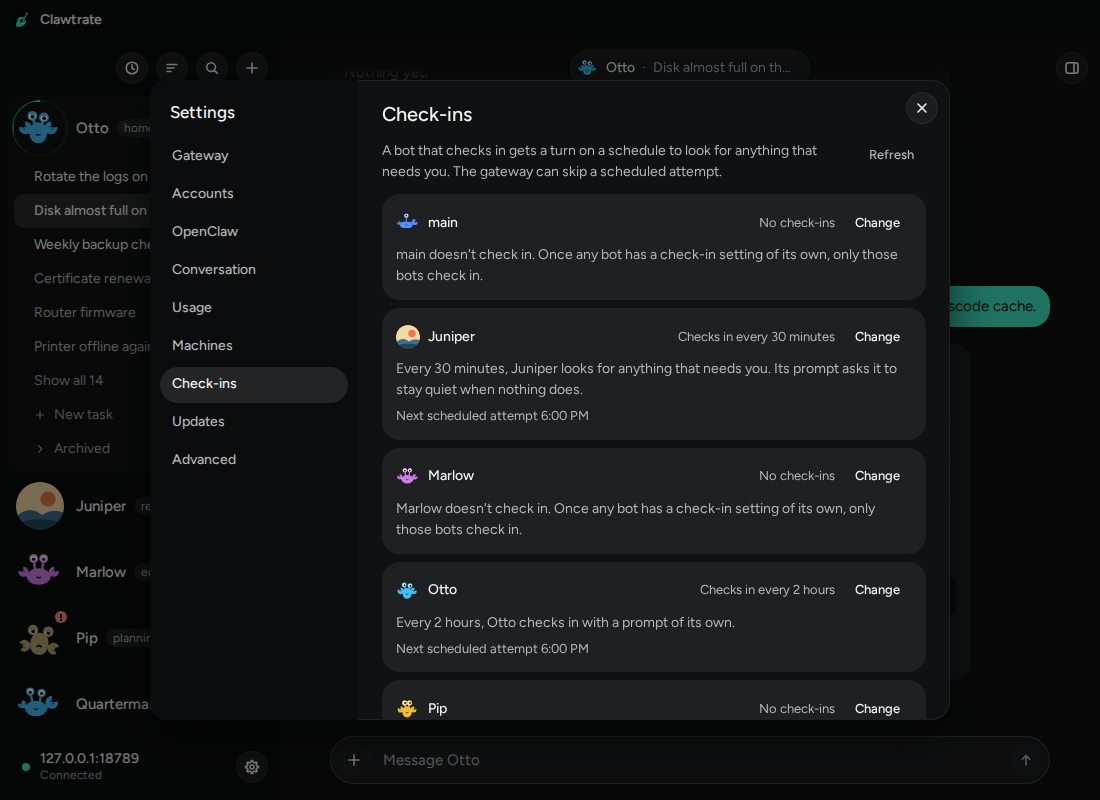 Clawtrate
Nothing yet.
Otto · Disk almost full on th...
Otto
Rotate the logs on
Disk almost full on
Weekly backup
Certificate
Router firmware
Printer offline
Show all 14
New task
Archived
Juniper
Marlow
Pip
127.0.0.1:18789
Connected
Settings
Gateway
Accounts
OpenClaw
Conversation
Usage
Machines
Check-ins
Updates
Advanced
Check-ins
A bot that checks in gets a turn on a schedule to look for anything that
needs you. The gateway can skip a scheduled attempt.
Refresh
main
No check-ins
Change
main doesn't check in. Once any bot has a check-in setting of its own, only those
bots check in.
Juniper
Checks in every 30 minutes
Change
Every 30 minutes, Juniper looks for anything that needs you. Its prompt asks it to
stay quiet when nothing does.
Next scheduled attempt 6:00 PM
Marlow
No check-ins
Change
Marlow doesn't check in. Once any bot has a check-in setting of its own, only
those bots check in.
Otto
Checks in every 2 hours
Change
Every 2 hours, Otto checks in with a prompt of its own.
Next scheduled attempt 6:00 PM
Pip
No check-ins
Change
cache.
Message Otto